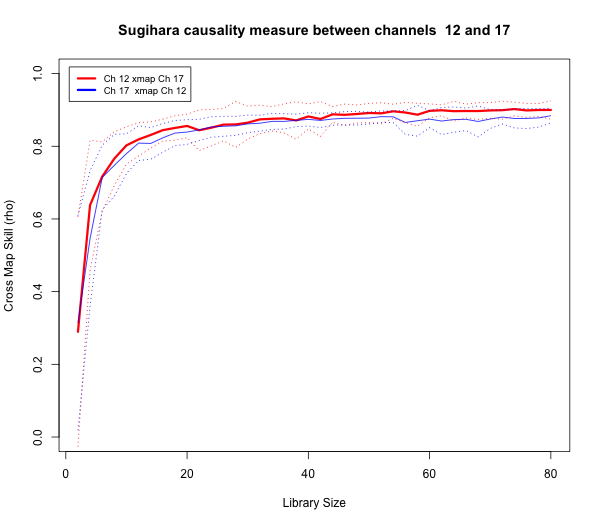 Sugihara causality measure between channels  12 and 17
Ch 12 xmap Ch 17
Ch 17  xmap Ch 12
Cross Map Skill (rho)
1.0
0.8
0.6
0.4
0.2
0.0
0
20
40
60
80
Library Size